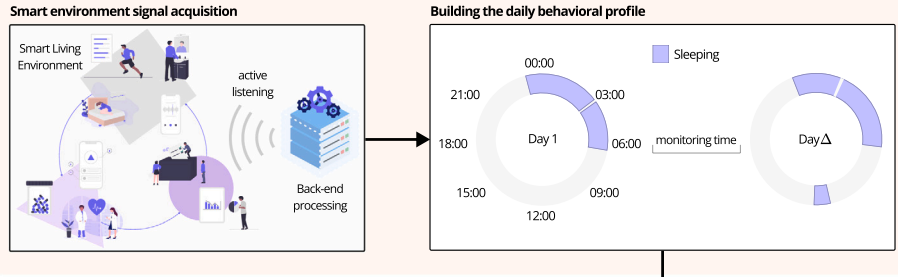 Smart environment signal acquisition
Smart Living
Environment
active
listening
Back-end
processing
Building the daily behavioral profile
Sleeping
00:00
03:00
06:00
09:00
12:00
15:00
18:00
21:00
Day 1
monitoring time
Day Δ